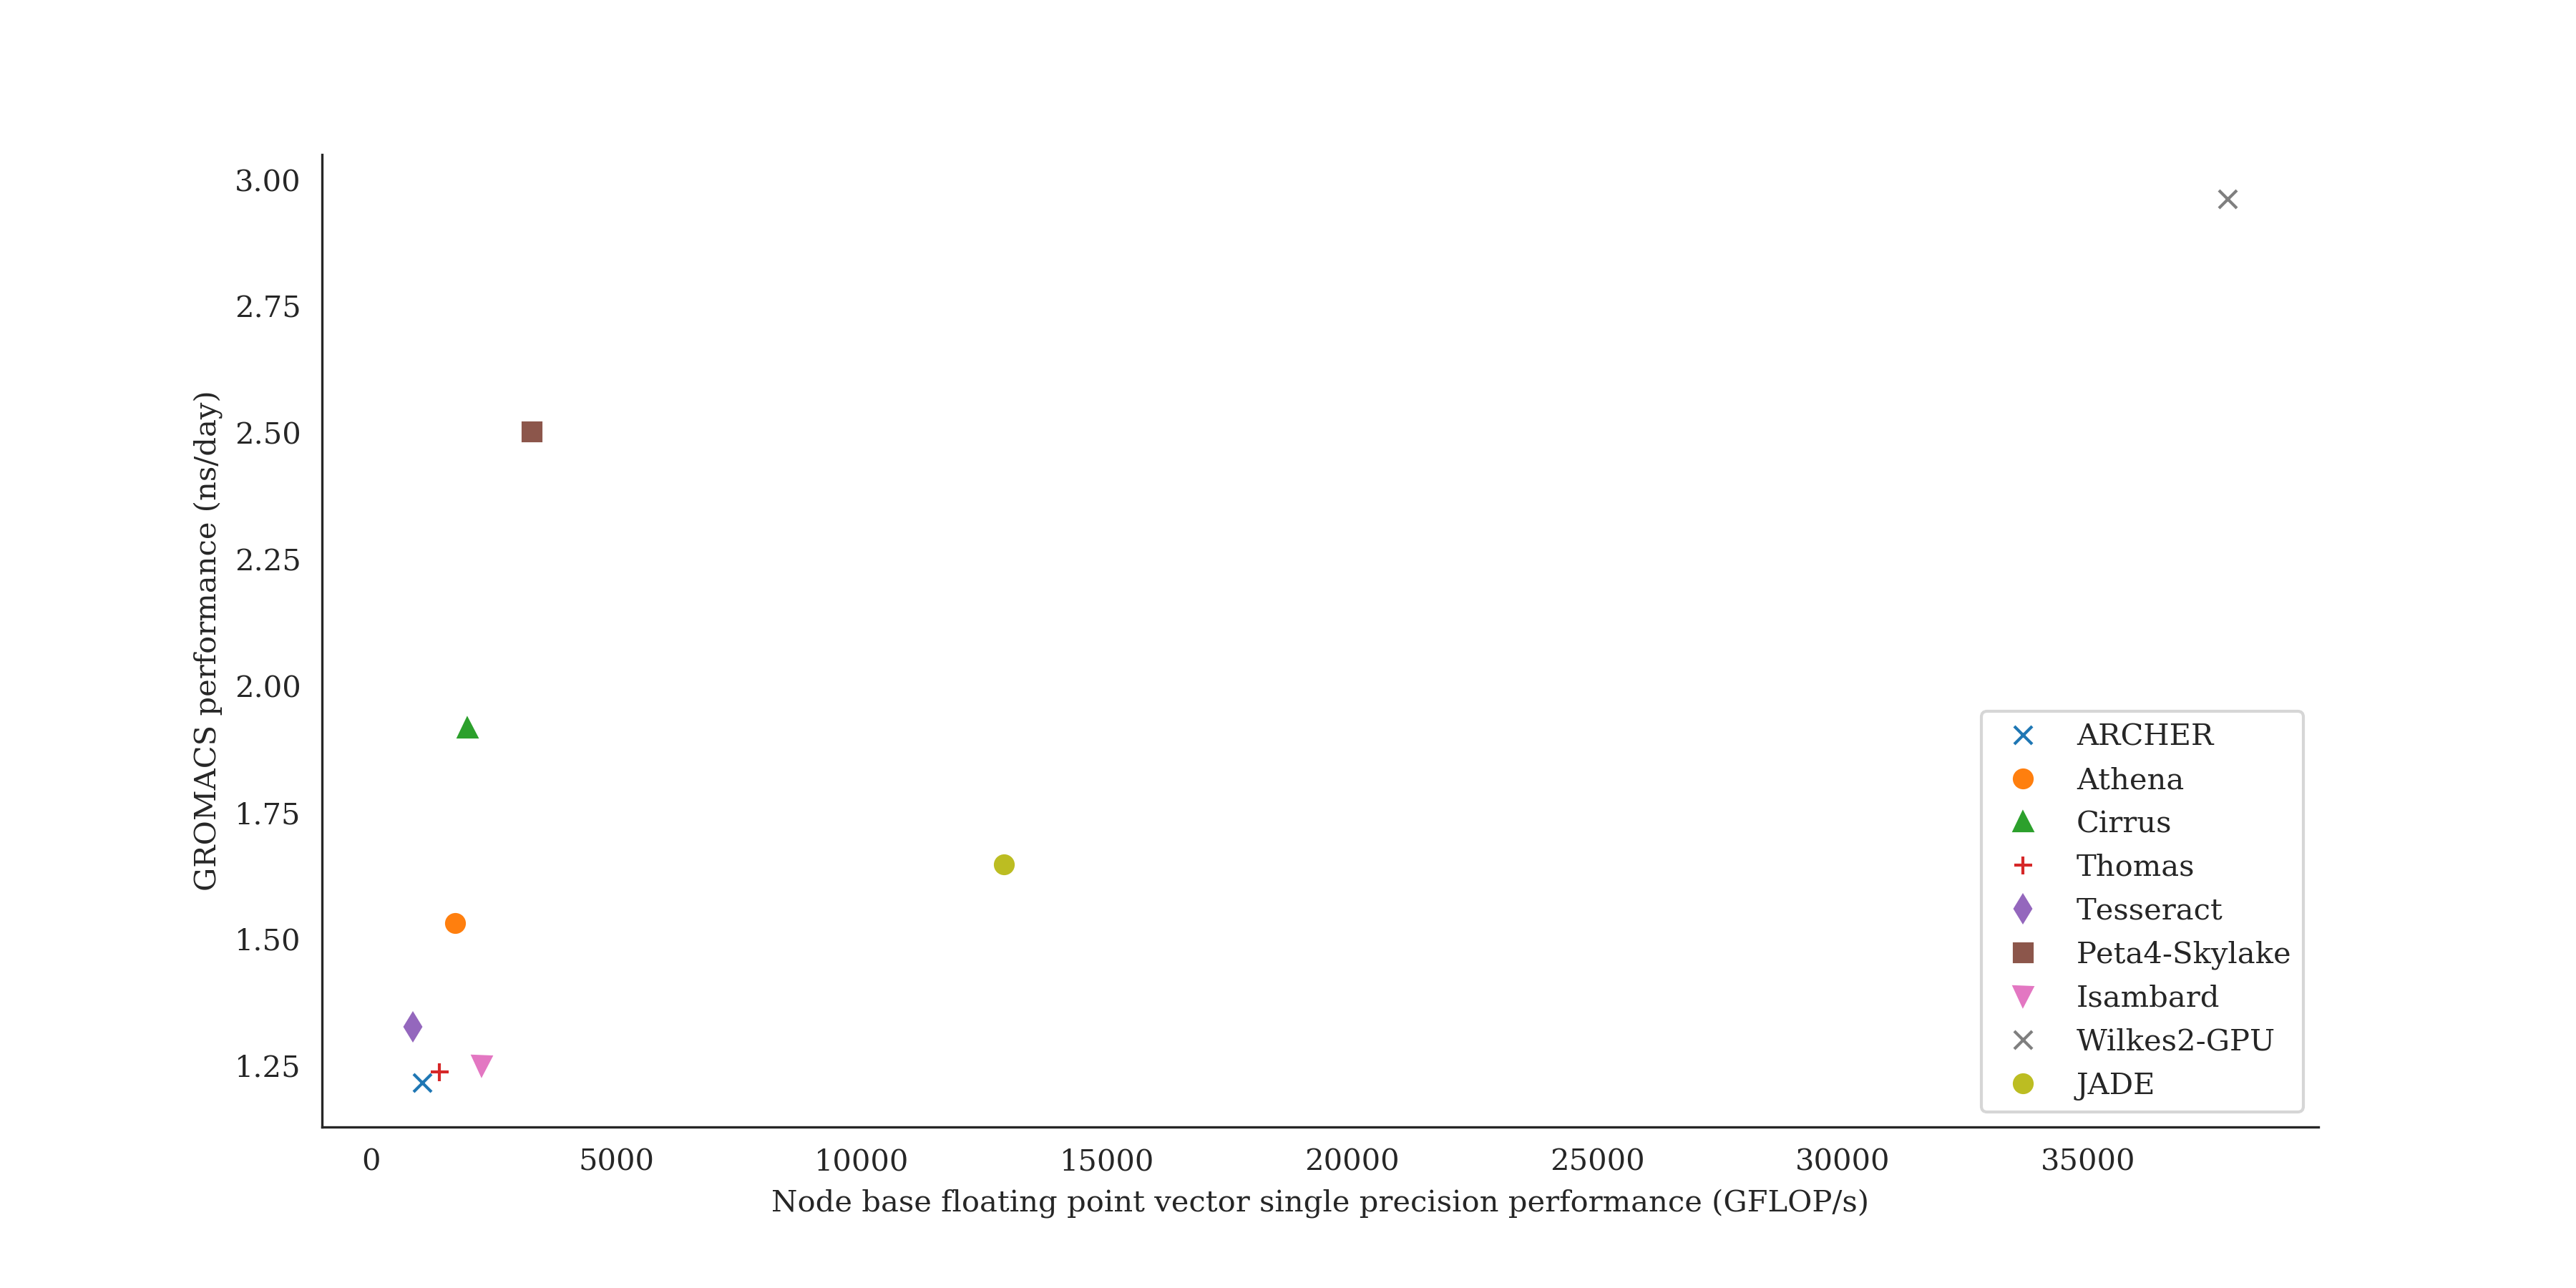 3.00
2.75
2.50
2.25
2.00
1.75
1.50
1.25
GROMACS performance (ns/day)
0 5000 10000 15000 20000 25000 30000 35000
Node base floating point vector single precision performance (GFLOP/s)
ARCHER
Athena
Cirrus
Thomas
Tesseract
Peta4-Skylake
Isambard
Wilkes2-GPU
JADE